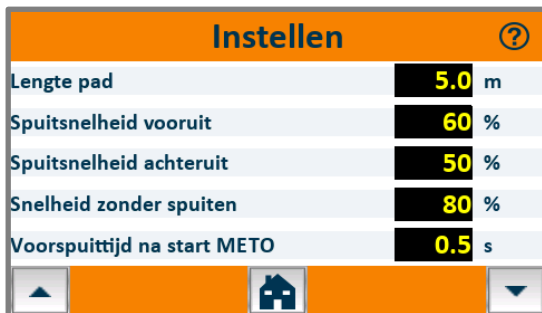 Instellen ?
Lengte pad 5.0 m
Spuitsnelheid vooruit 60 %
Spuitsnelheid achteruit 50 %
Snelheid zonder spuiten 80 %
Voorspuittijd na start METO 0.5 s